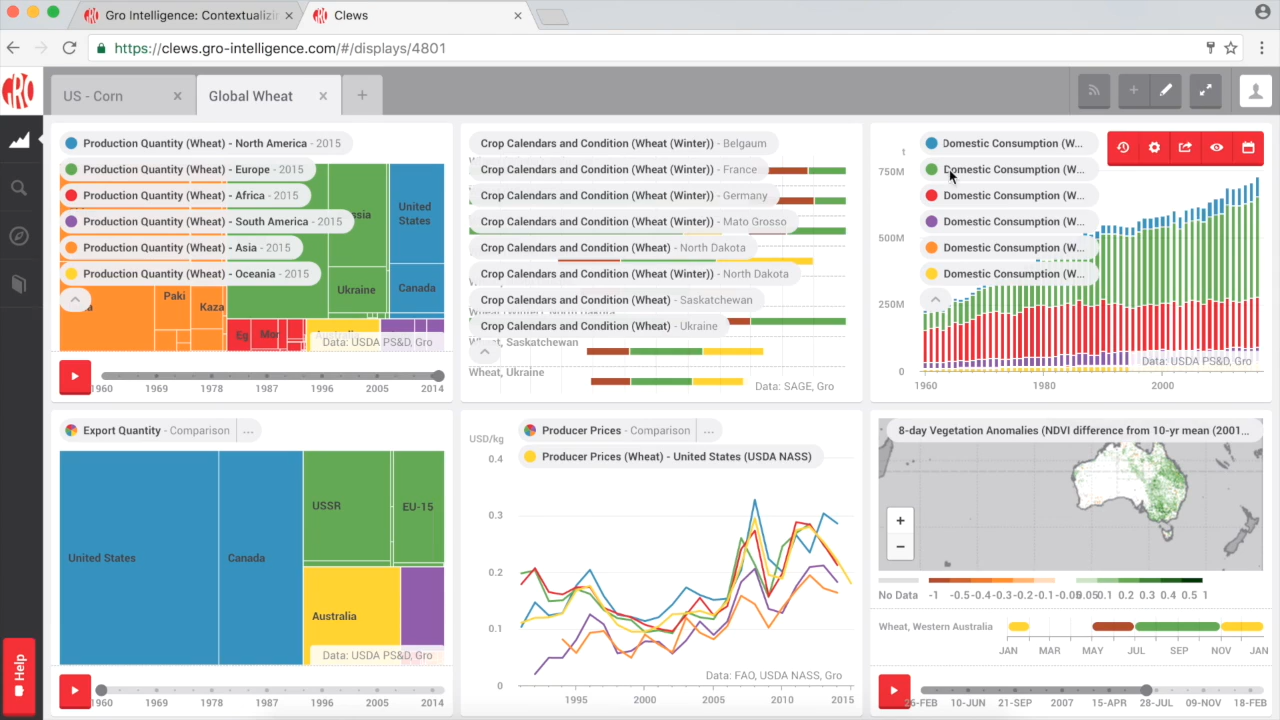 Gro Intelligence: Contextualizin
Clews
https://clews.gro-intelligence.com/#/displays/4801
GRO
US - Corn
Global Wheat
Production Quantity (Wheat) - North America - 2015
Production Quantity (Wheat) - Europe - 2015
Production Quantity (Wheat) - Africa - 2015
Production Quantity (Wheat) - South America - 2015
Production Quantity (Wheat) - Asia - 2015
Production Quantity (Wheat) - Oceania - 2015
ssia
United States
Ukraine
Canada
Paki
Kaza
Eg
Mor
Australia
Data: USDA PS&D, Gro
1960 1969 1978 1987 1996 2005 2014
Crop Calendars and Condition (Wheat (Winter)) - Belgaum
Crop Calendars and Condition (Wheat (Winter)) - France
Crop Calendars and Condition (Wheat (Winter)) - Germany
Crop Calendars and Condition (Wheat (Winter)) - Mato Grosso
Crop Calendars and Condition (Wheat) - North Dakota
Crop Calendars and Condition (Wheat (Winter)) - North Dakota
Crop Calendars and Condition (Wheat) - Saskatchewan
Wheat (Winter), North Dakota
Crop Calendars and Condition (Wheat) - Ukraine
Wheat, Saskatchewan
Wheat, Ukraine
Data: SAGE, Gro
t
750M
500M
250M
0
Domestic Consumption (W...
Domestic Consumption (W...
Domestic Consumption (W...
Domestic Consumption (W...
Domestic Consumption (W...
Domestic Consumption (W...
Data: USDA PS&D, Gro
1960 1980 2000
Export Quantity - Comparison ...
United States
Canada
USSR
EU-15
Australia
Data: USDA PS&D, Gro
1960 1969 1978 1987 1996 2005 2014
USD/kg
Producer Prices - Comparison ...
Producer Prices (Wheat) - United States (USDA NASS)
0.4
0.3
0.2
0.1
0
Data: FAO, USDA NASS, Gro
1995 2000 2005 2010 2015
8-day Vegetation Anomalies (NDVI difference from 10-yr mean (2001...
+
−
No Data -1 -0.5 -0.4 -0.3 -0.2 -0.1 -0.05 0.05 0.1 0.2 0.3 0.4 0.5 1
Wheat, Western Australia
JAN MAR MAY JUL SEP NOV JAN
26-FEB 10-JUN 21-SEP 2007 15-APR 28-JUL 09-NOV 18-FEB
Help